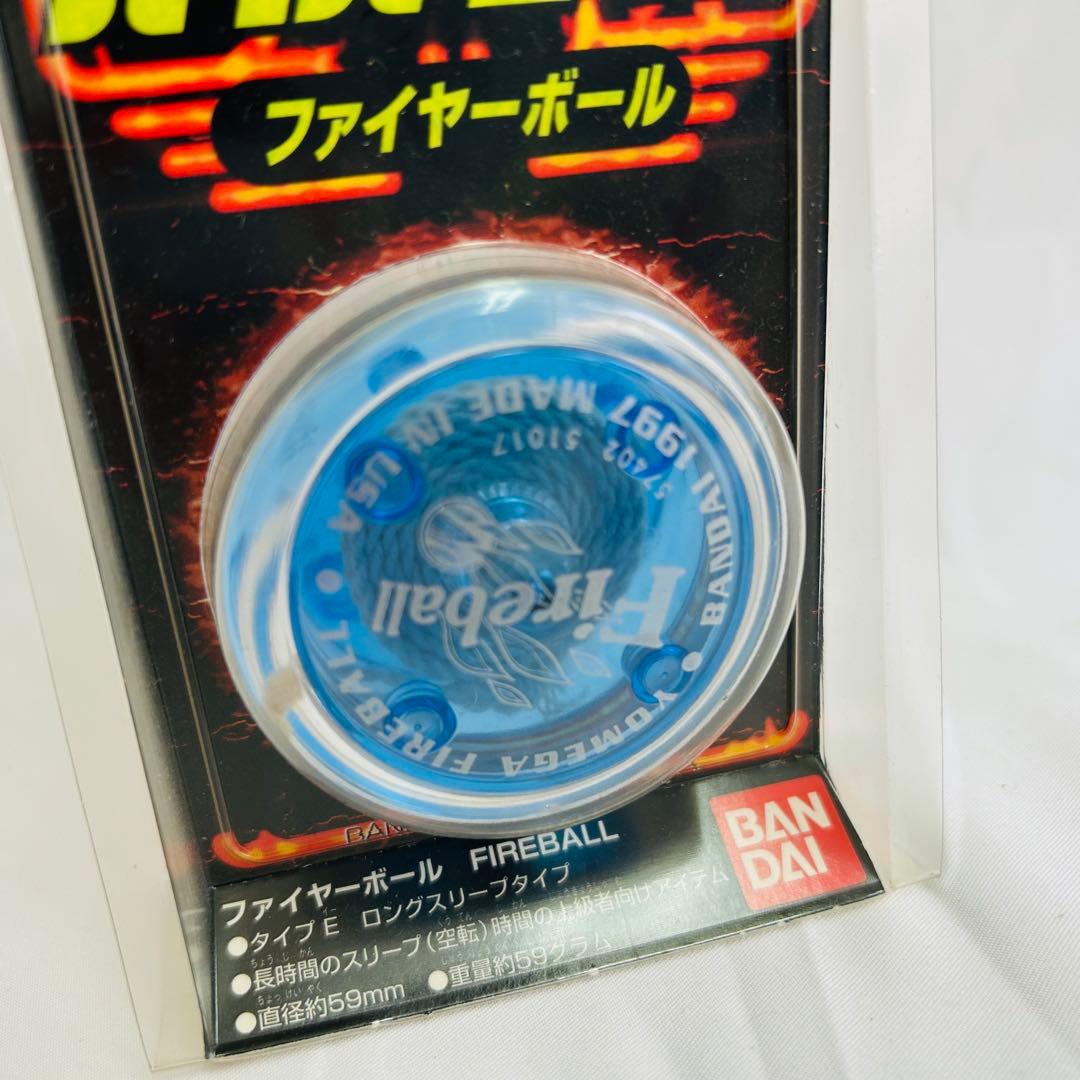 ファイヤーボール
BANDAI 1997 MADE IN USA
57402
51017
Fireball
YOMEGA FIREBALL
BAN
DAI
ファイヤーボール FIREBALL
●タイプE ロングスリープタイプ
●長時間のスリープ(空転)時間の上級者向けアイテム
●直径約59mm ●重量約59グラム